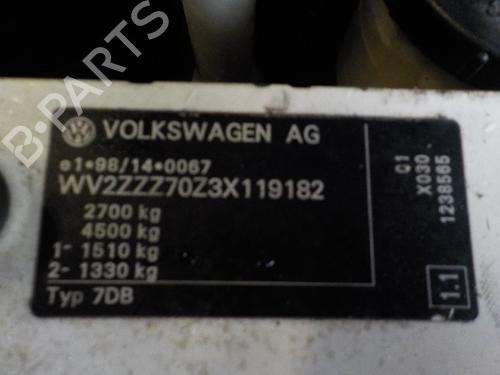 VOLKSWAGEN AG
e1*98/14*0067
WV2ZZZ70Z3X119182
2700 kg
4500 kg
1- 1510 kg
2- 1330 kg
Typ 7DB
Q1
X030
1238565
1.1
B-PARTS